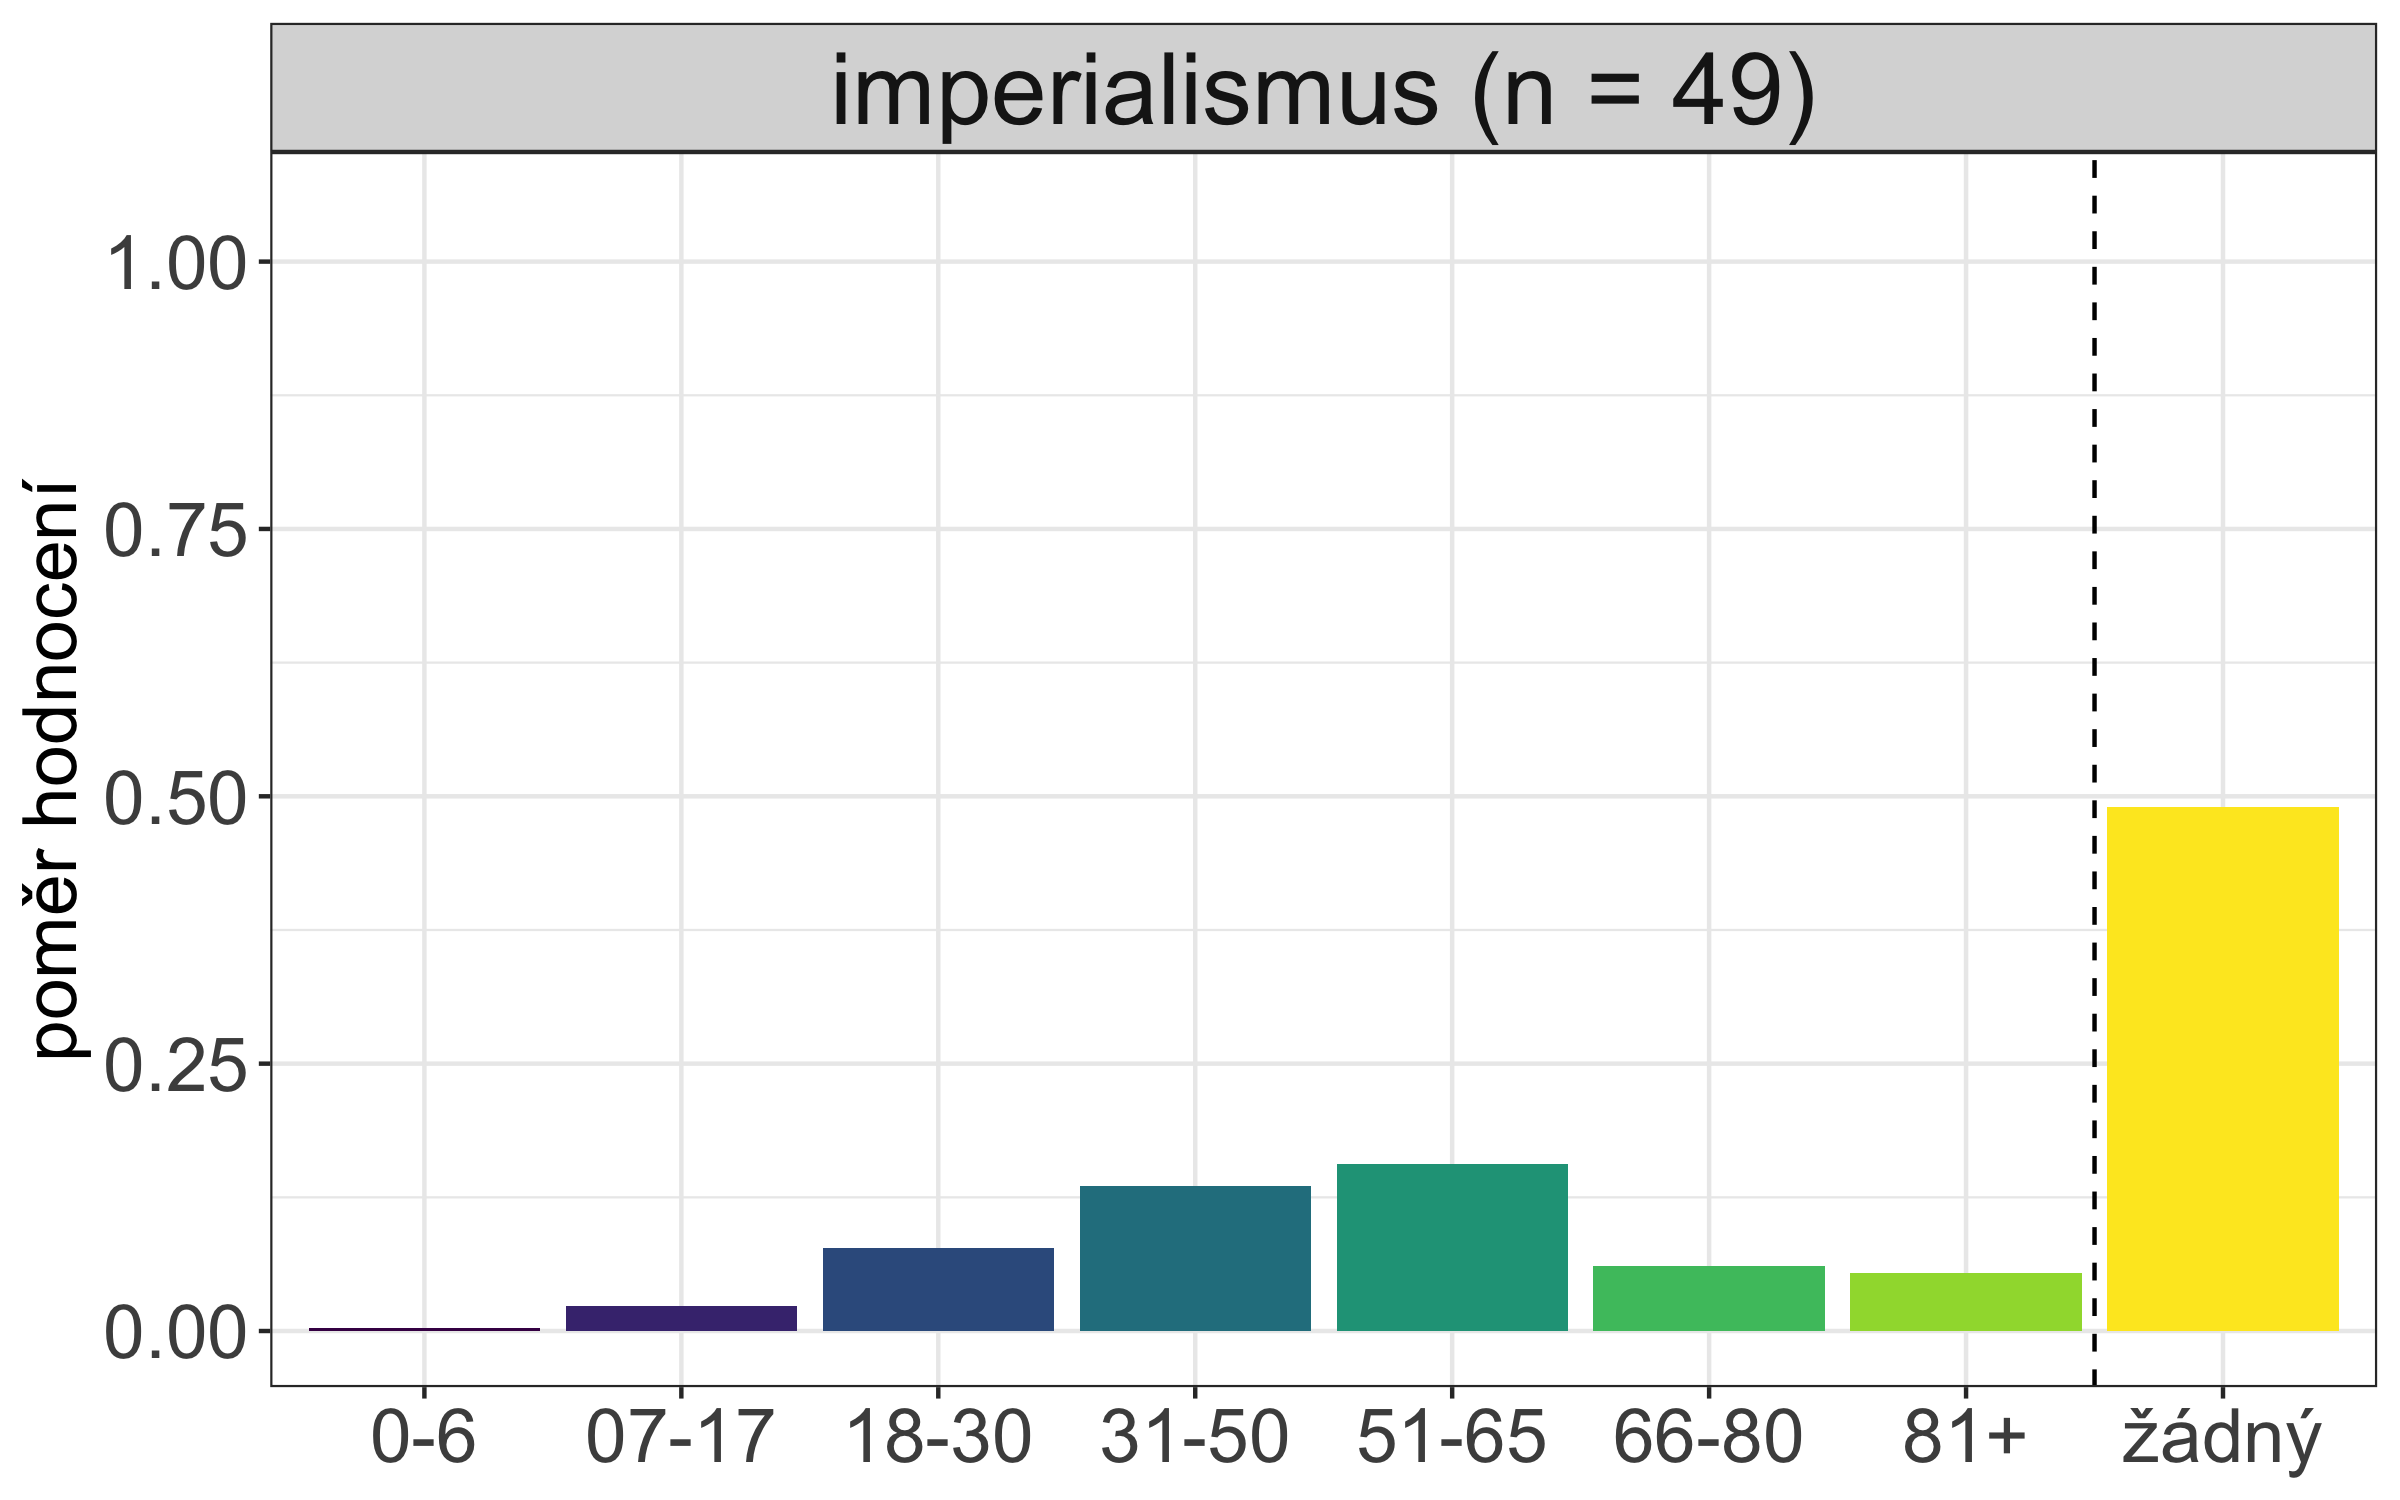 imperialismus (n = 49)
poměr hodnocení
1.00
0.75
0.50
0.25
0.00
0-6 07-17 18-30 31-50 51-65 66-80 81+ žádný